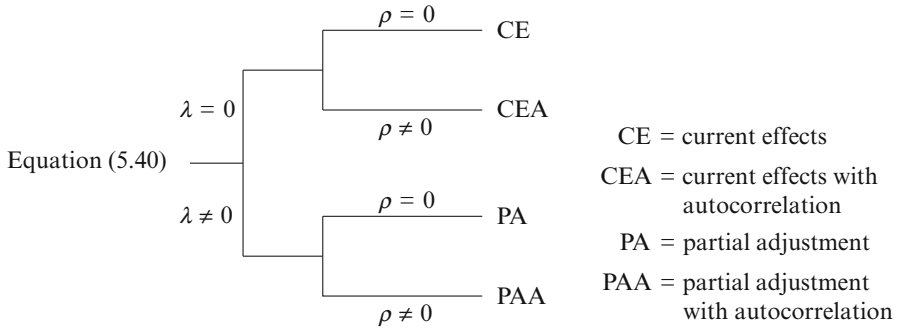 ρ = 0
CE
λ = 0
ρ ≠ 0
CEA
Equation (5.40)
λ ≠ 0
ρ = 0
PA
ρ ≠ 0
PAA
CE = current effects
CEA = current effects with
autocorrelation
PA = partial adjustment
PAA = partial adjustment
with autocorrelation